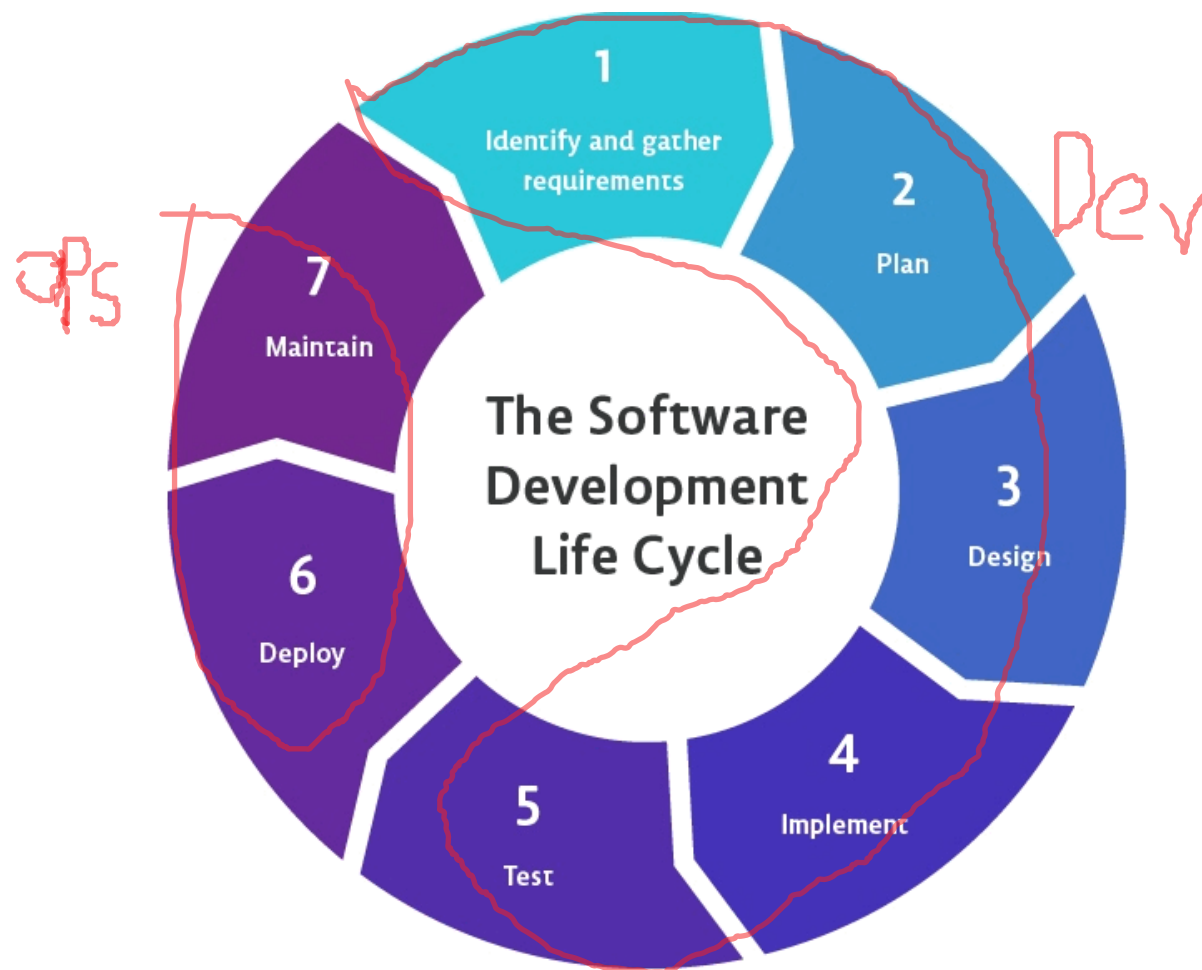 1
Identify and gather
requirements
2
Plan
Dev
3
Design
4
Implement
5
Test
6
Deploy
7
Maintain
OPS
The Software
Development
Life Cycle